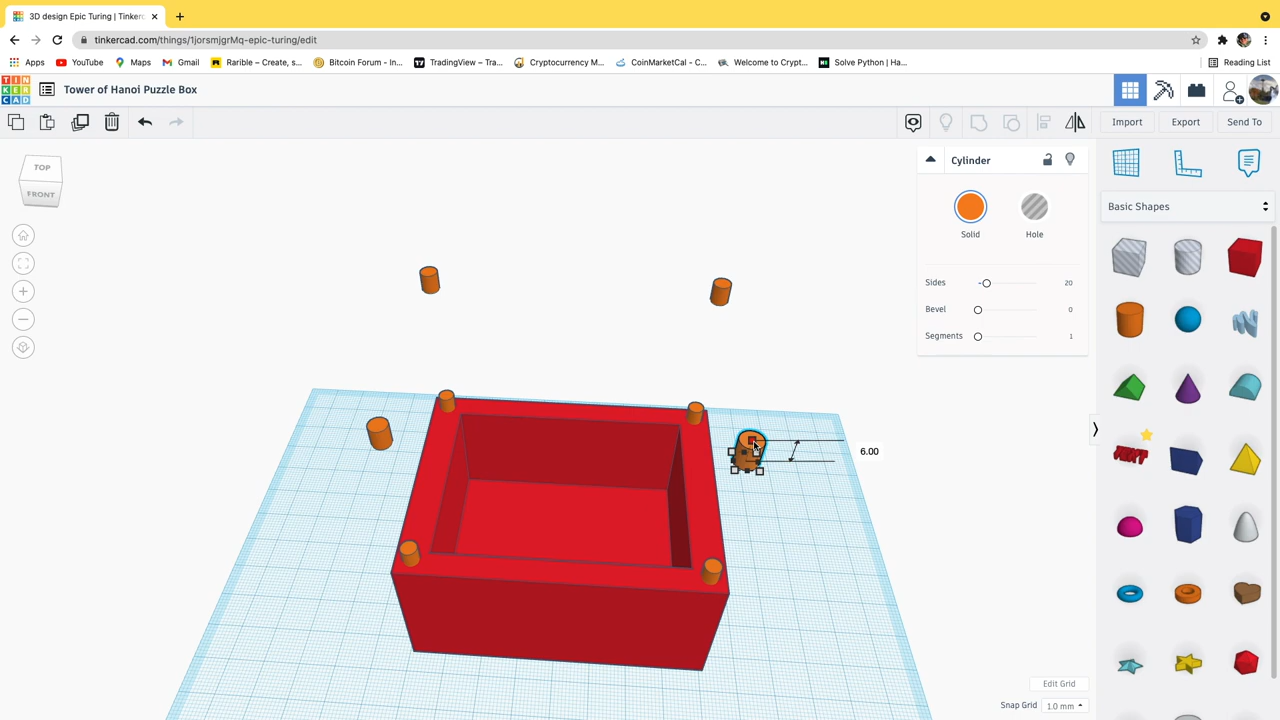 3D design Epic Turing | Tinkerc
tinkercad.com/things/1jorsmjgrMq-epic-turing/edit
Apps YouTube Maps Gmail Rarible – Create, s... Bitcoin Forum - In... TradingView – Tra... Cryptocurrency M... CoinMarketCal - C... Welcome to Crypt... Solve Python | Ha... Reading List
TIN
KER
CAD
Tower of Hanoi Puzzle Box
Import Export Send To
TOP
FRONT
Cylinder
Solid Hole
Sides 20
Bevel 0
Segments 1
Basic Shapes
6.00
TEXT
Edit Grid
Snap Grid 1.0 mm